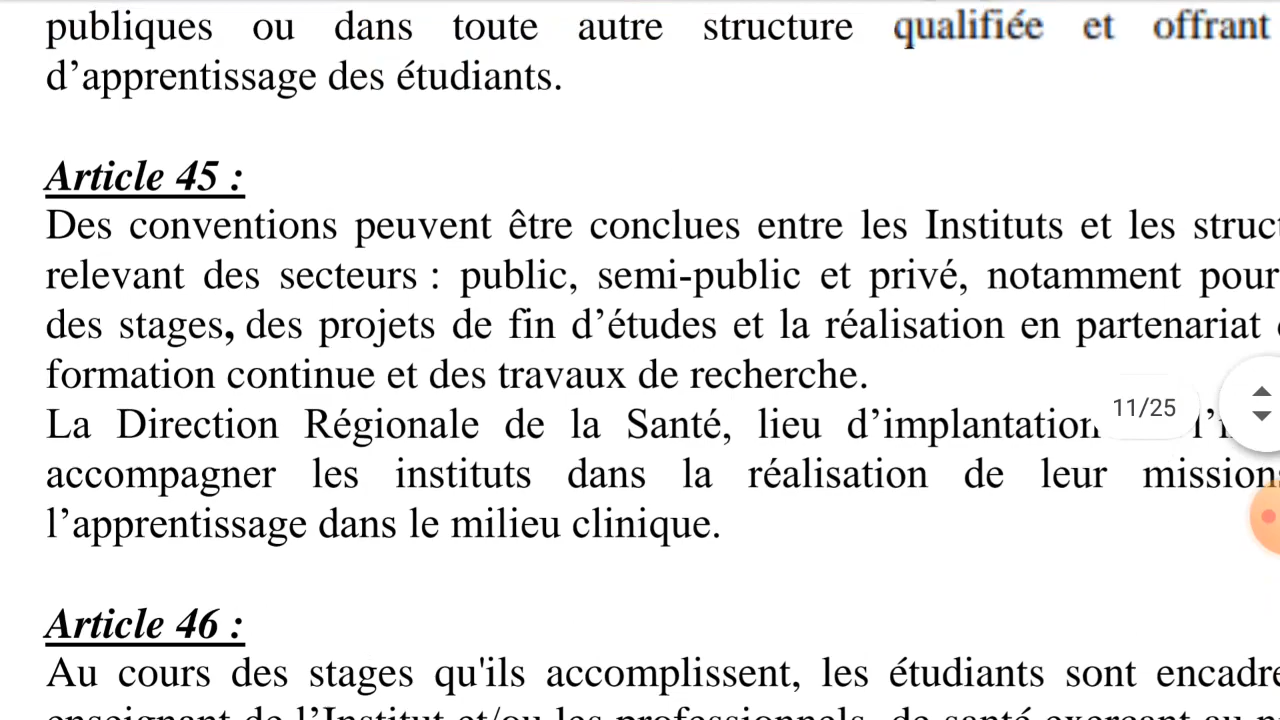 publiques ou dans toute autre structure qualifiée et offrant
d’apprentissage des étudiants.
Article 45 :
Des conventions peuvent être conclues entre les Instituts et les
relevant des secteurs : public, semi-public et privé, notamment pour
des stages, des projets de fin d’études et la réalisation en partenariat
formation continue et des travaux de recherche.
La Direction Régionale de la Santé, lieu d’implantation
11/25
accompagner les instituts dans la réalisation de leur
l’apprentissage dans le milieu clinique.
Article 46 :
Au cours des stages qu'ils accomplissent, les étudiants sont